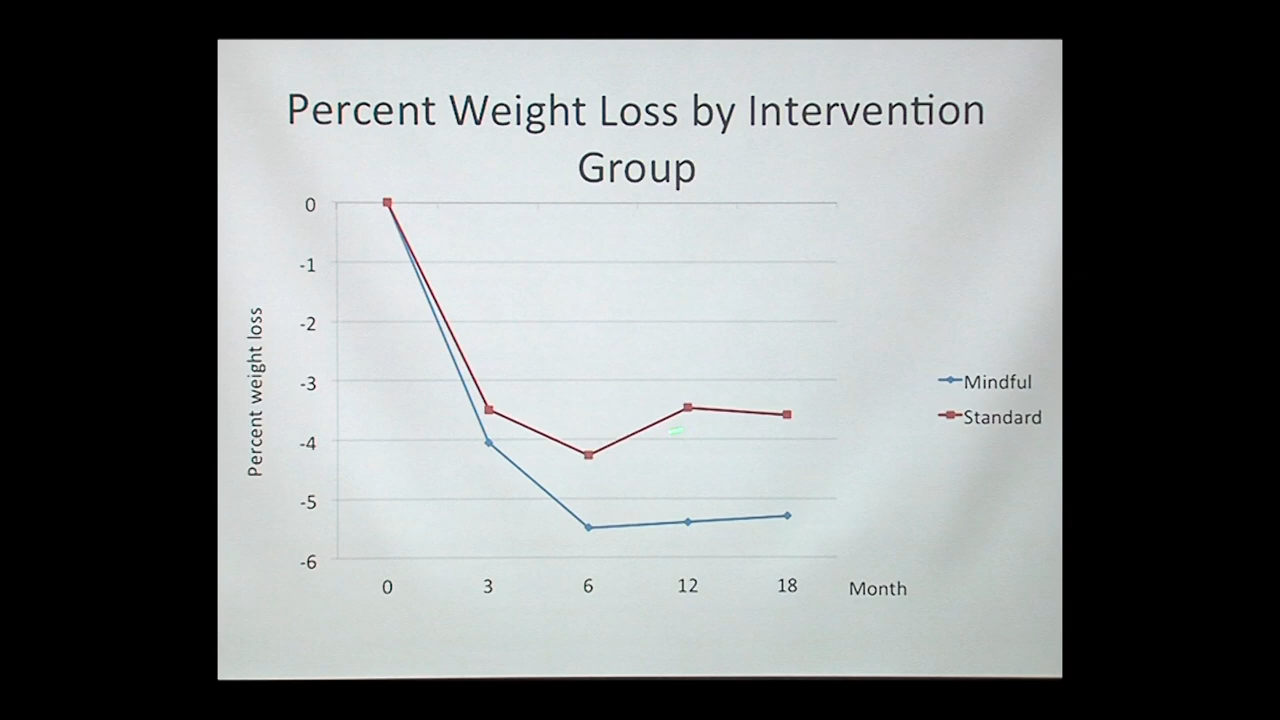 Percent Weight Loss by Intervention
Group
0
-1
-2
-3
-4
-5
-6
Percent weight loss
0 3 6 12 18 Month
Mindful
Standard